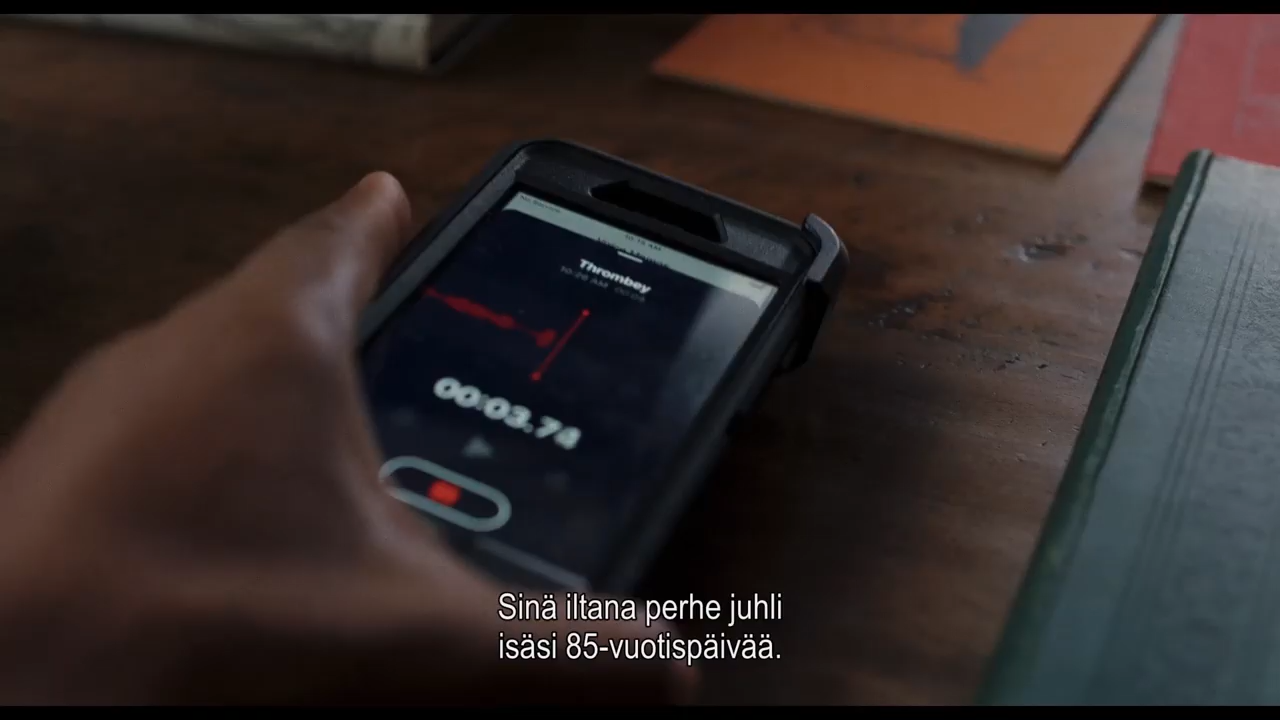 Thrombey
00:03.74
Sinä iltana perhe juhli
isäsi 85-vuotispäivää.